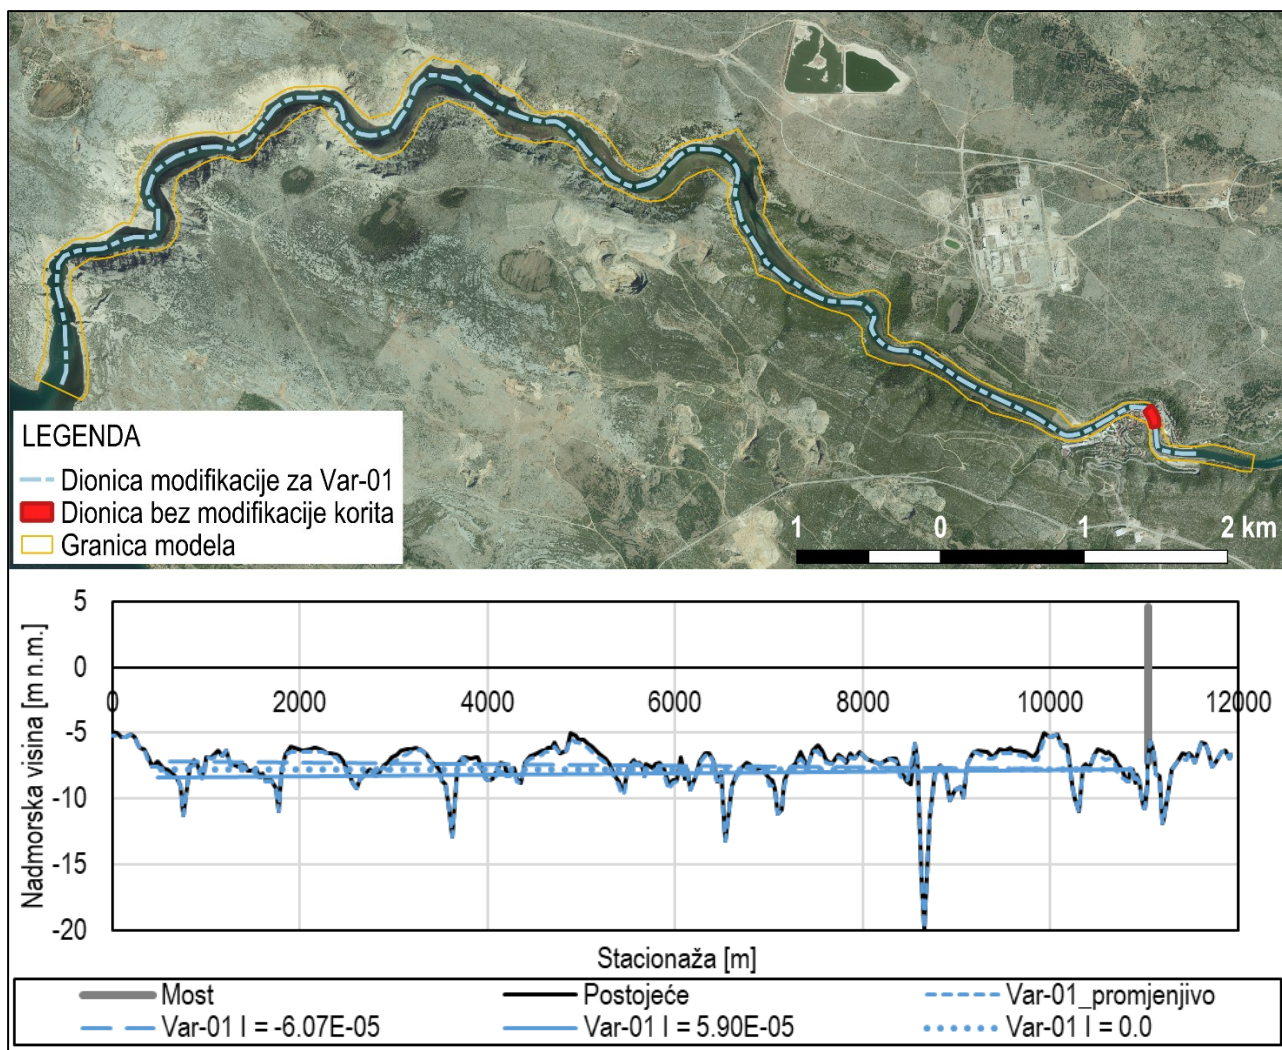 LEGENDA
Dionica modifikacije za Var-01
Dionica bez modifikacije korita
Granica modela
1 0 1 2 km
Nadmorska visina [m n.m.]
5
0
0 2000 4000 6000 8000 10000 12000
-5
-10
-15
-20
Stacionaža [m]
Most Postojeće Var-01_promjenjivo
Var-01 I = -6.07E-05 Var-01 I = 5.90E-05 Var-01 I = 0.0